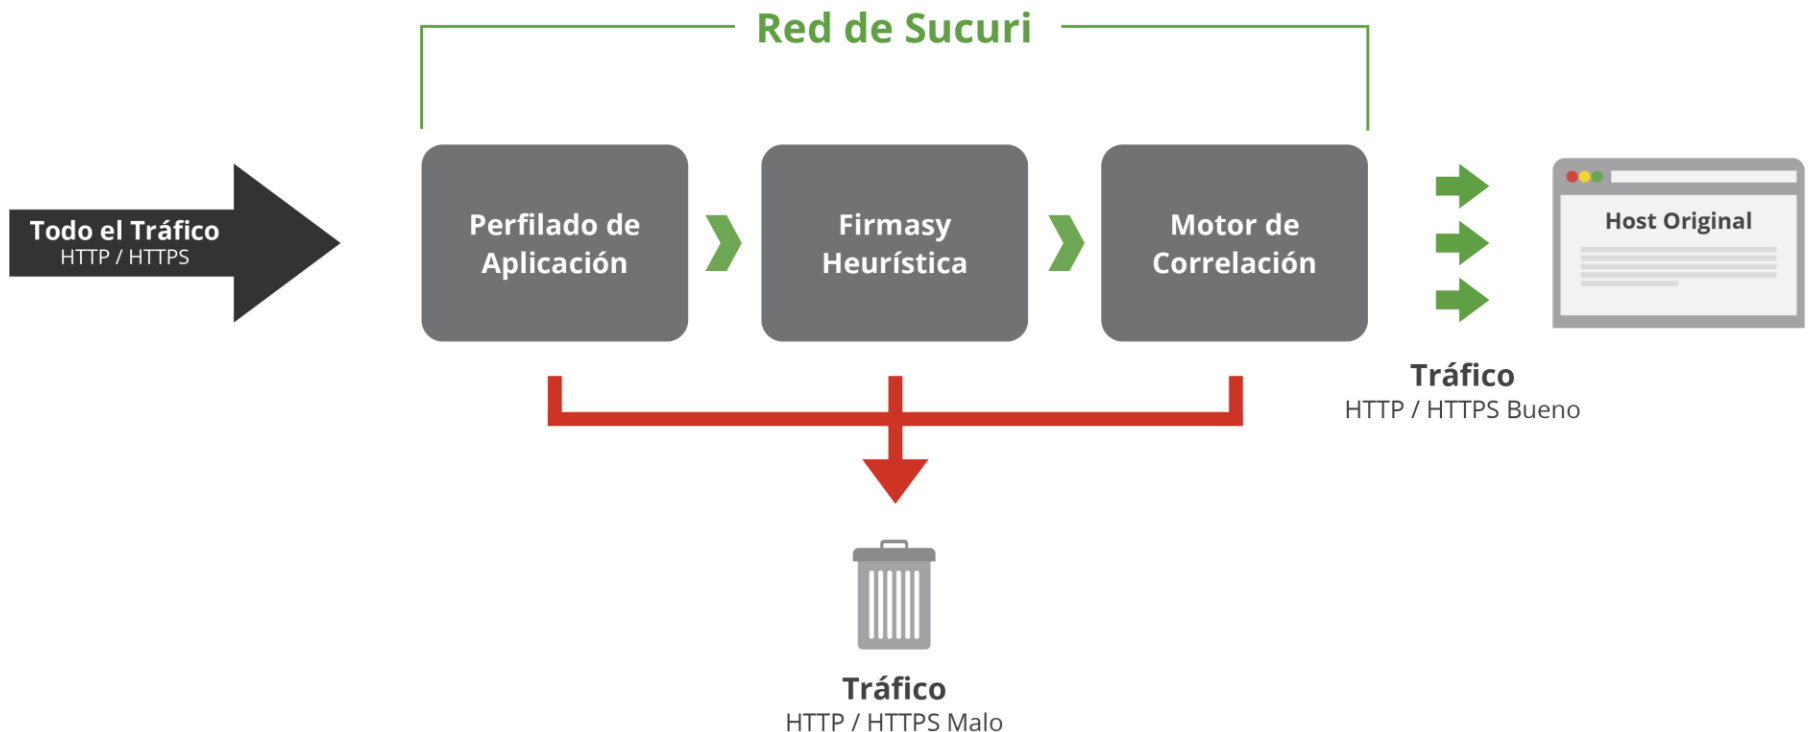 Red de Sucuri
Todo el Tráfico
HTTP / HTTPS
Perfilado de
Aplicación
Firmasy
Heurística
Motor de
Correlación
Host Original
Tráfico
HTTP / HTTPS Bueno
Tráfico
HTTP / HTTPS Malo